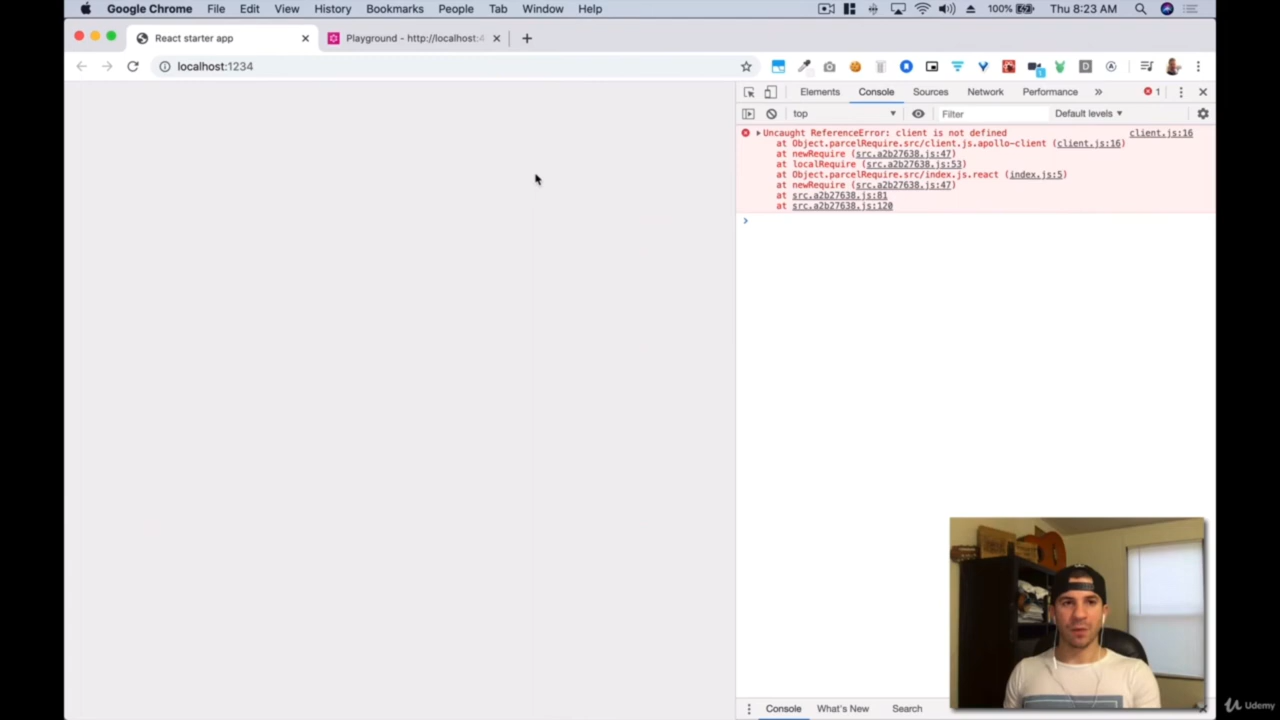 Google Chrome File Edit View History Bookmarks People Tab Window Help 100% Thu 8:23 AM
React starter app Playground - http://localhost:4
localhost:1234
Elements Console Sources Network Performance » 1
top Filter Default levels
Uncaught ReferenceError: client is not defined client.js:16
at Object.parcelRequire.src/client.js.apollo-client (client.js:16)
at newRequire (src.a2b27638.js:47)
at localRequire (src.a2b27638.js:53)
at Object.parcelRequire.src/index.js.react (index.js:5)
at newRequire (src.a2b27638.js:47)
at src.a2b27638.js:81
at src.a2b27638.js:120
Console What's New Search
Udemy